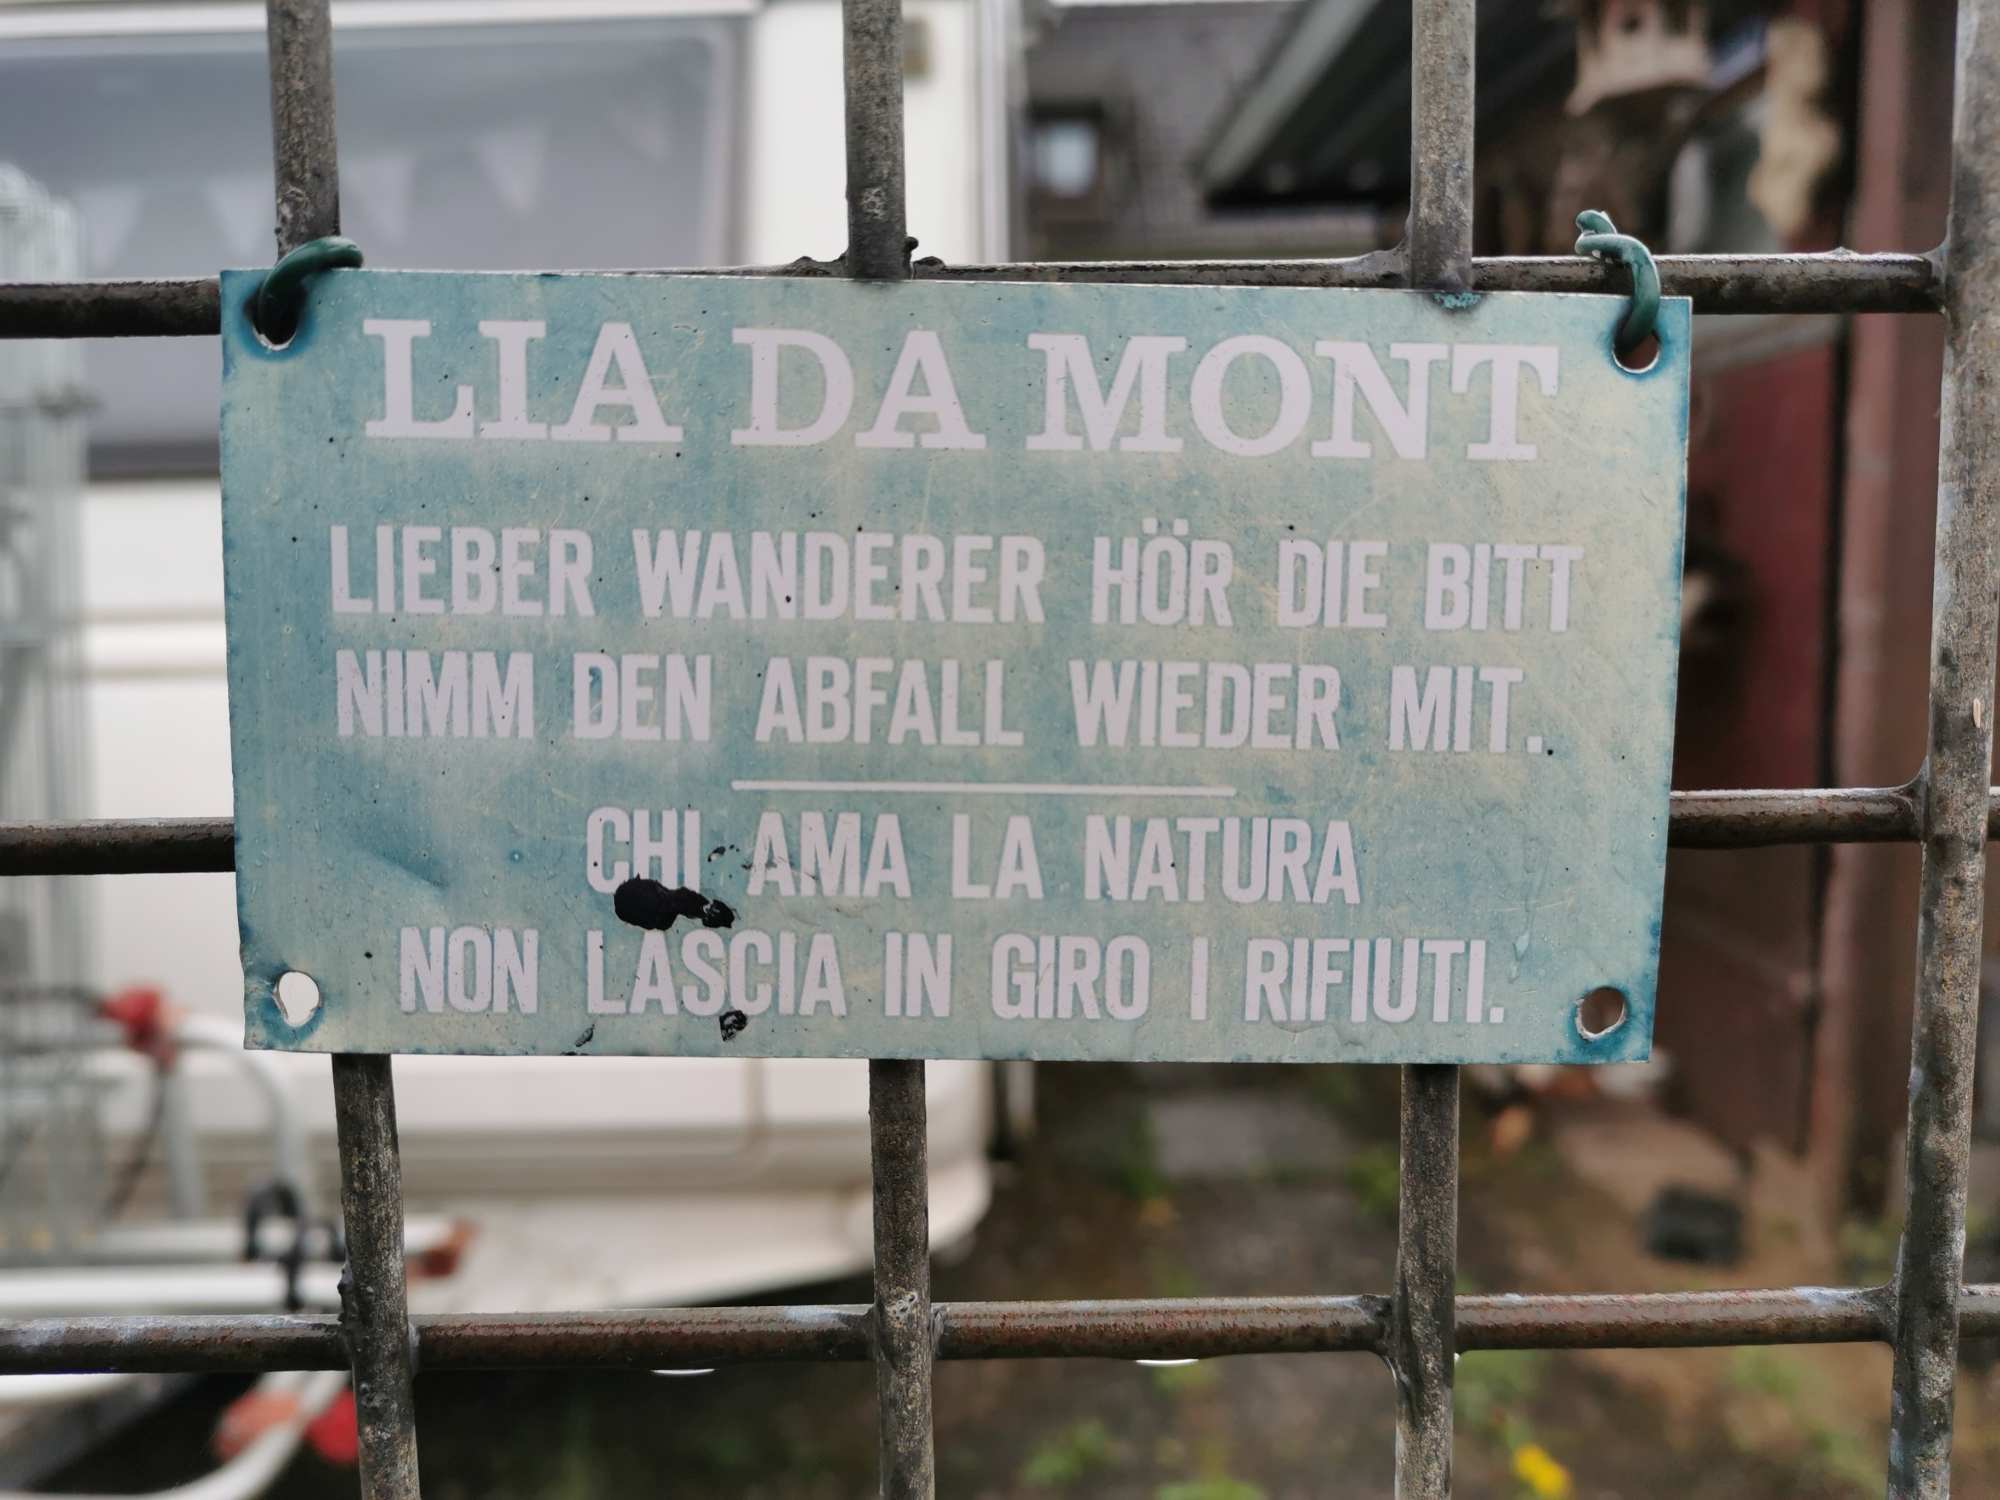 LIA DA MONT
LIEBER WANDERER HÖR DIE BITT
NIMM DEN ABFALL WIEDER MIT.
CHI AMA LA NATURA
NON LASCIA IN GIRO I RIFIUTI.